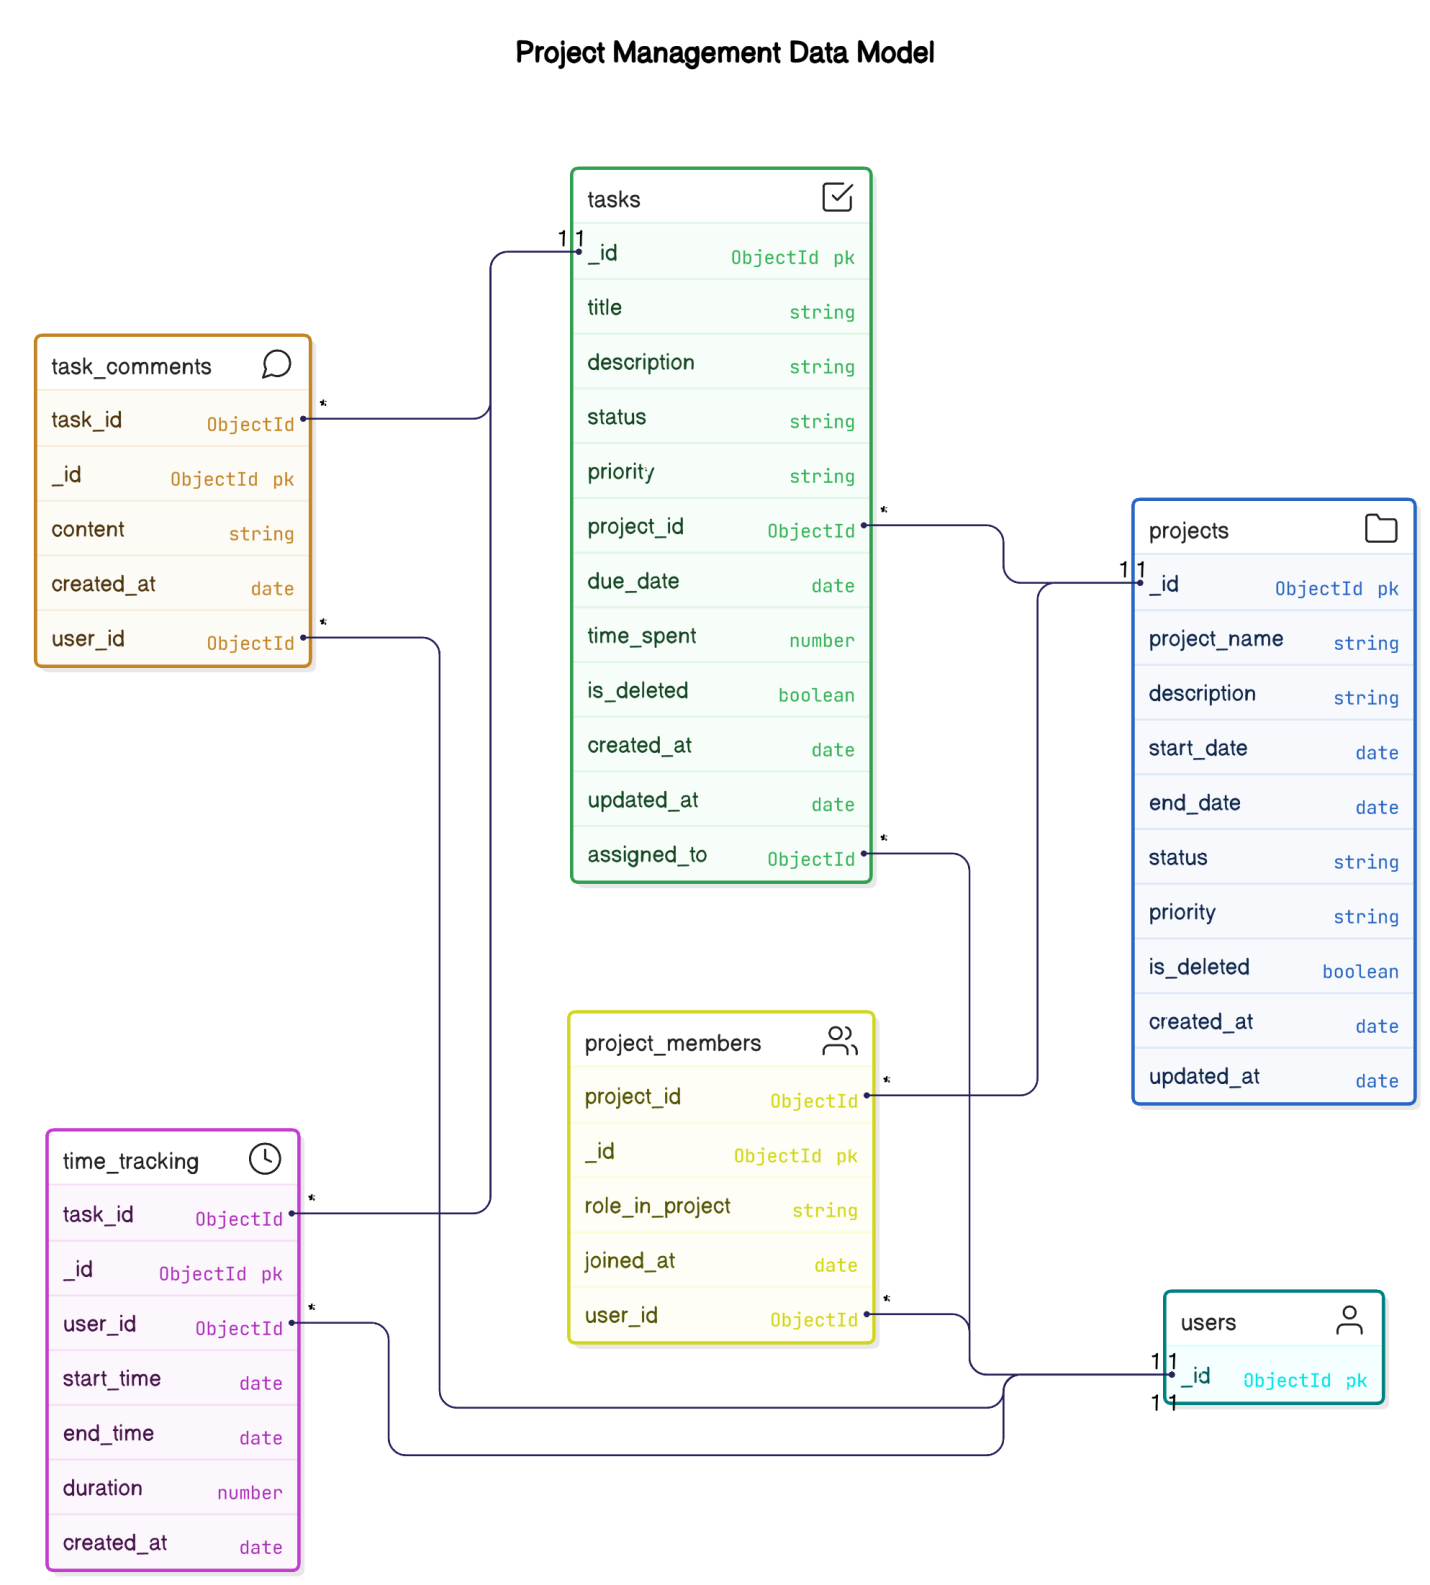 Project Management Data Model
tasks
1 1
_id ObjectId pk
title string
description string
status string
priority string
project_id ObjectId *
due_date date
time_spent number
is_deleted boolean
created_at date
updated_at date
assigned_to ObjectId *
task_comments
task_id ObjectId *
_id ObjectId pk
content string
created_at date
user_id ObjectId *
projects
1 1
_id ObjectId pk
project_name string
description string
start_date date
end_date date
status string
priority string
is_deleted boolean
created_at date
updated_at date
project_members
project_id ObjectId *
_id ObjectId pk
role_in_project string
joined_at date
user_id ObjectId *
time_tracking
task_id ObjectId *
_id ObjectId pk
user_id ObjectId *
start_time date
end_time date
duration number
created_at date
users
1 1
_id ObjectId pk
1 1